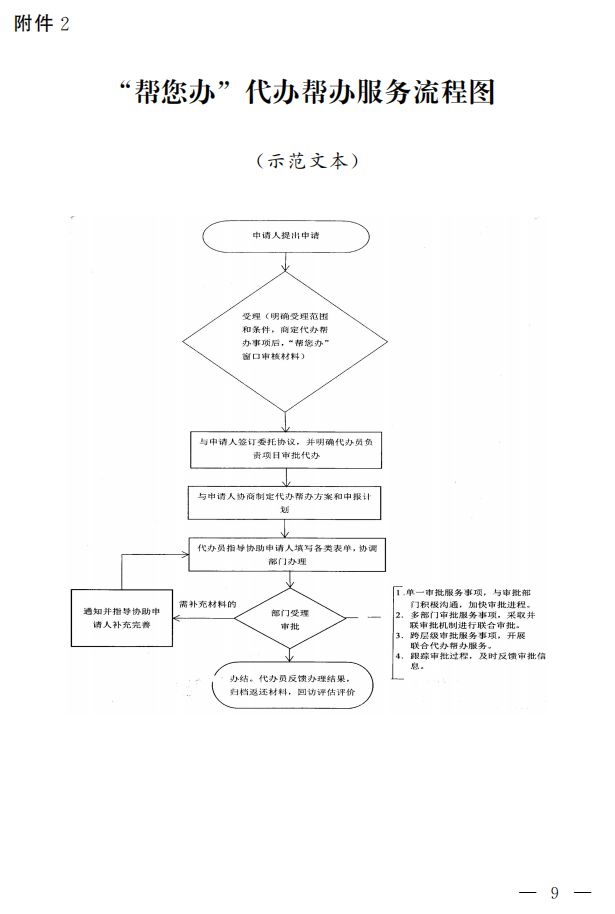 附件 2
“帮您办”代办帮办服务流程图
（示范文本）
申请人提出申请
受理（明确受理范围
和条件，商定代办帮
办事项后，“帮您办”
窗口审核材料）
与申请人签订委托协议，并明确代办员负
责项目审批代办
与申请人协商制定代办帮办方案和申报计
划
代办员指导协助申请人填写各类表单，协调
部门办理
通知并指导协助申
请人补充完善
需补充材料的
部门受理
审批
1.单一审批服务事项，与审批部
门积极沟通，加快审批进程。
2．多部门审批服务事项，采取并
联审批机制进行联合审批。
3．跨层级审批服务事项，开展
联合代办帮办服务。
4．跟踪审批过程，及时反馈审批信
息。
办结。代办员反馈办理结果，
归档返还材料，回访评估评价
— 9 —